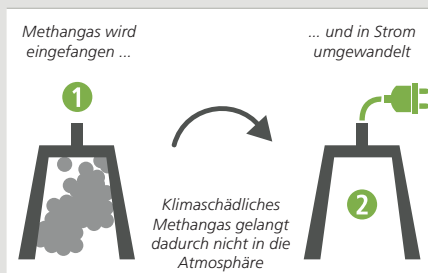 Methangas wird
eingefangen ...
... und in Strom
umgewandelt
1
2
Klimaschädliches
Methangas gelangt
dadurch nicht in die
Atmosphäre